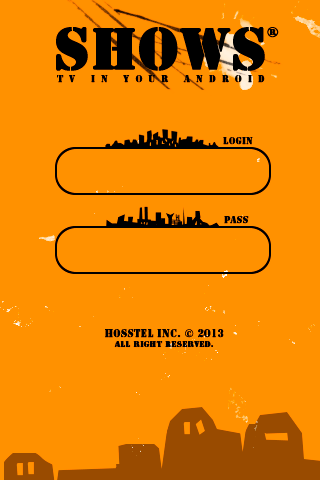 SHOWS®
TV IN YOUR ANDROID
LOGIN
PASS
HOSSTEL INC. © 2013
ALL RIGHT RESERVED.